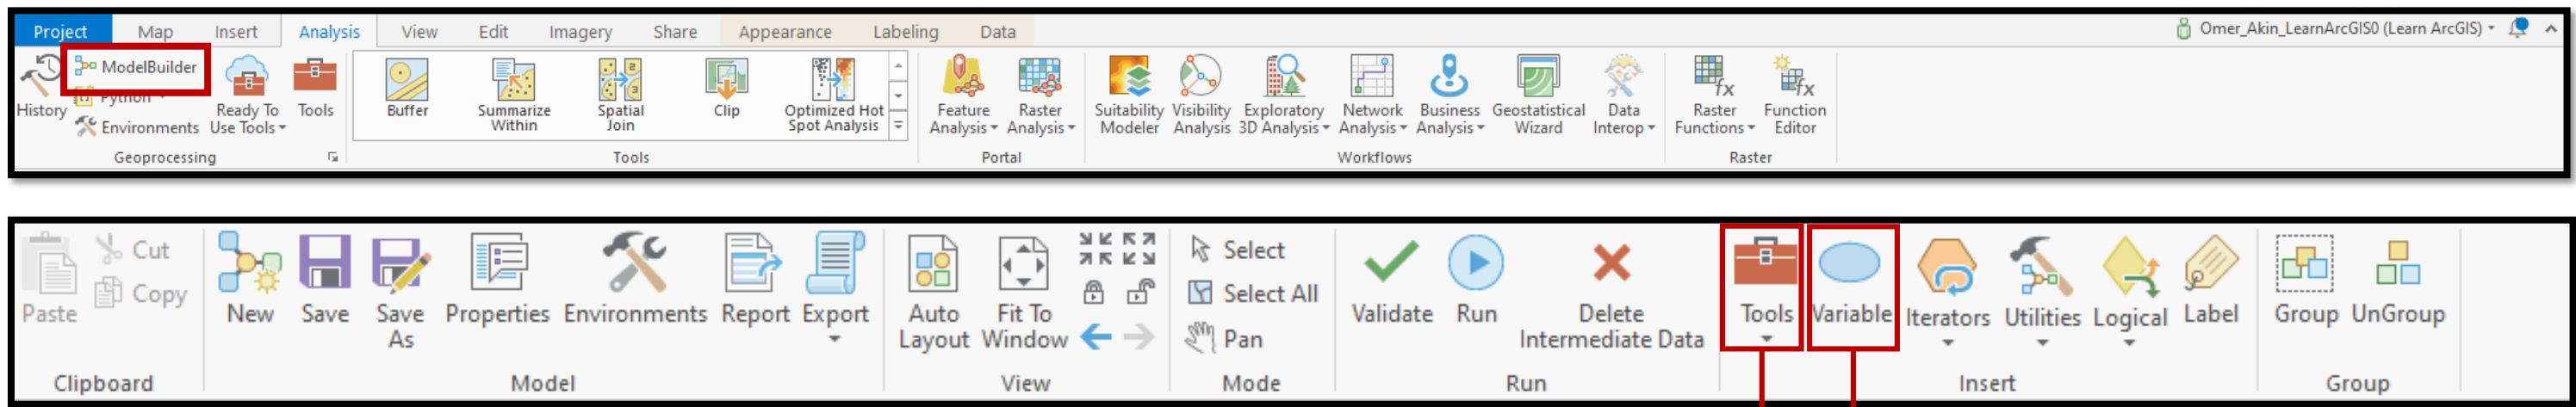 Project Map Insert Analysis View Edit Imagery Share Appearance Labeling Data Omer_Akin_LearnArcGIS0 (Learn ArcGIS)
History
ModelBuilder
Python
Environments
Ready To
Use Tools
Tools
Geoprocessing
Buffer
Summarize
Within
Spatial
Join
Clip
Optimized Hot
Spot Analysis
Tools
Feature
Analysis
Raster
Analysis
Portal
Suitability
Modeler
Visibility
Analysis
Exploratory
3D Analysis
Network
Analysis
Business
Analysis
Geostatistical
Wizard
Data
Interop
Workflows
Raster
Functions
Function
Editor
Raster
Paste
Cut
Copy
Clipboard
New
Save
Save
As
Properties
Environments
Report
Export
Model
Auto
Layout
Fit To
Window
View
Select
Select All
Pan
Mode
Validate
Run
Delete
Intermediate Data
Run
Tools
Variable
Iterators
Utilities
Logical
Label
Insert
Group
UnGroup
Group